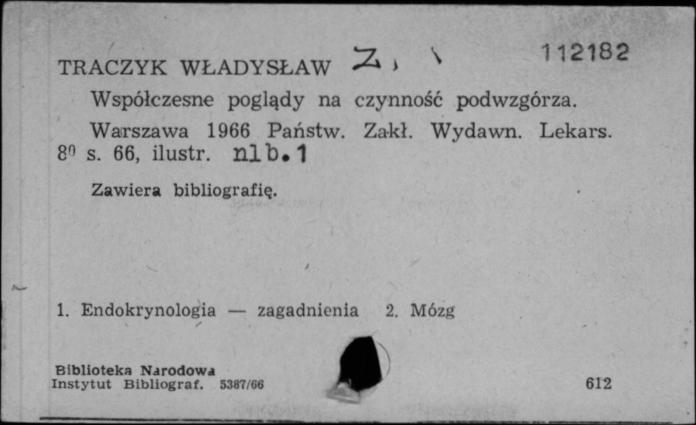 TRACZYK WŁADYSŁAW Z. 112182
Współczesne poglądy na czynność podwzgórza.
Warszawa 1966 Państw. Zakł. Wydawn. Lekars.
8⁰ s. 66, ilustr. nlb. 1
Zawiera bibliografię.
1. Endokrynologia — zagadnienia 2. Mózg
Biblioteka Narodowa
Instytut Bibliograf. 5387/66 612